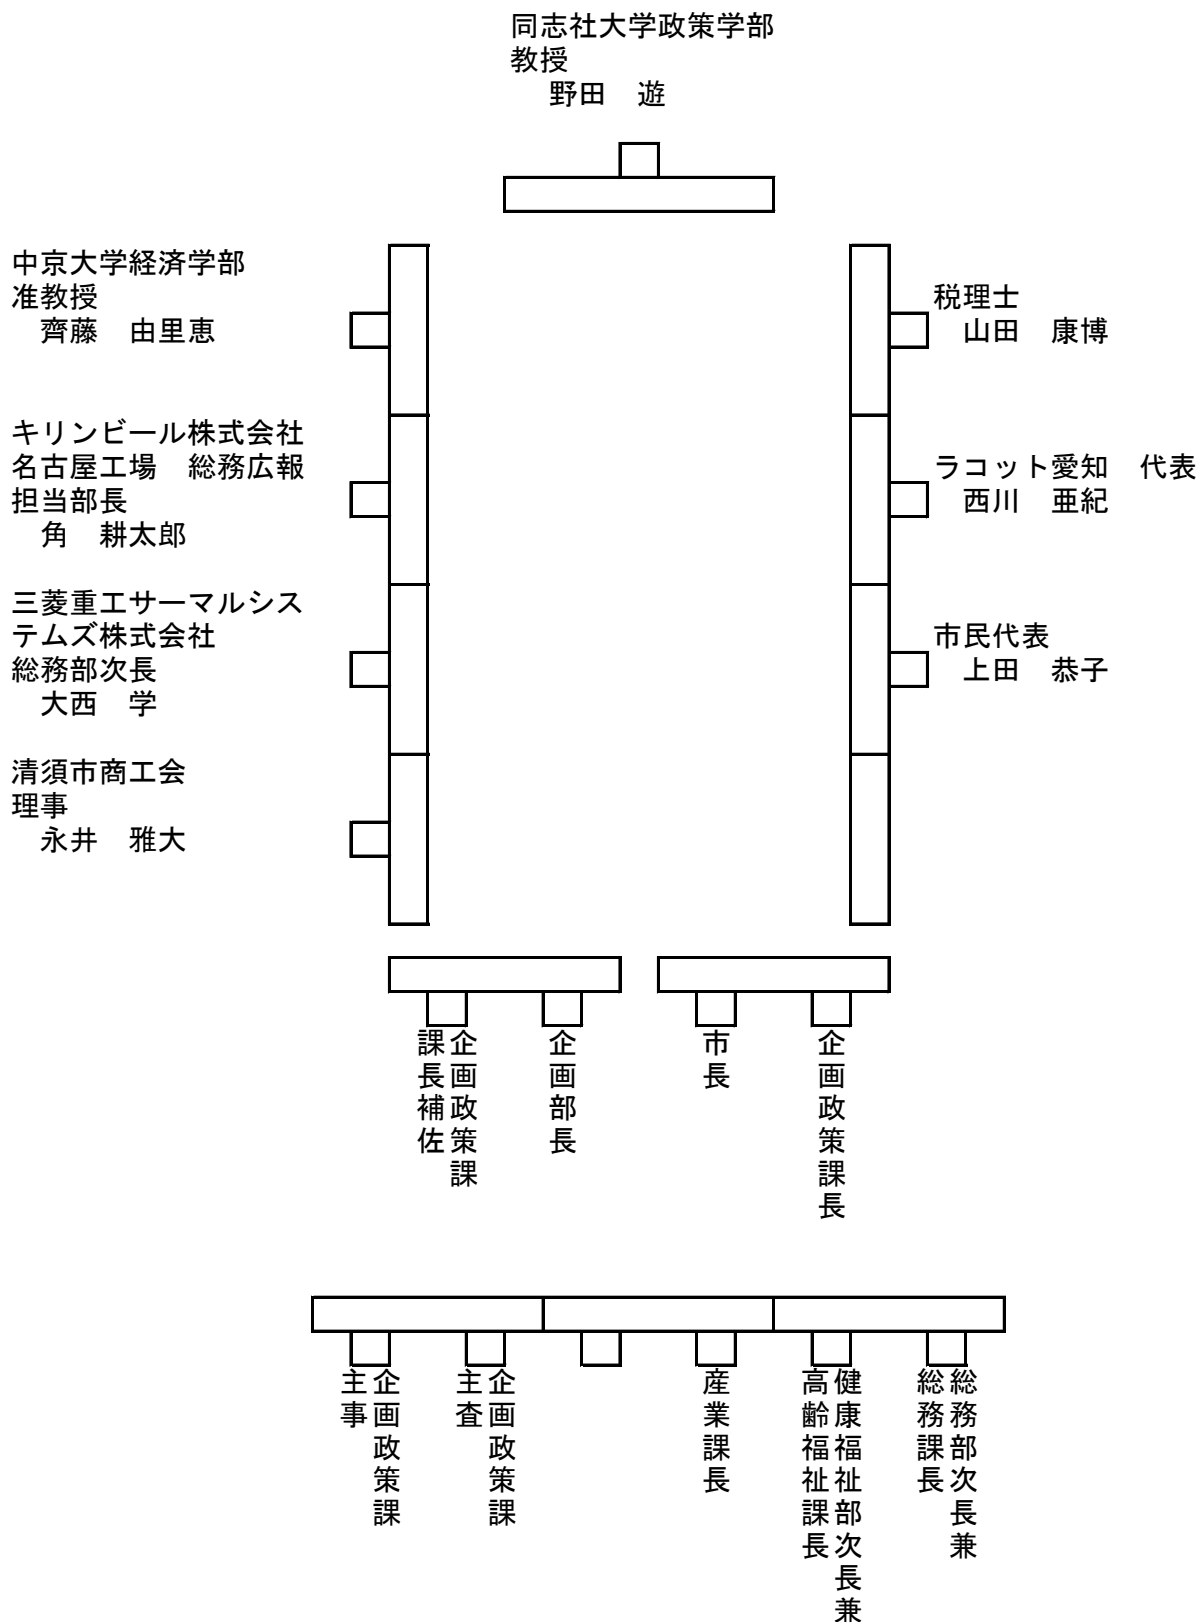 同志社大学政策学部
教授
野田　遊
中京大学経済学部
准教授
齊藤　由里恵
キリンビール株式会社
名古屋工場　総務広報
担当部長
角　耕太郎
三菱重工サーマルシス
テムズ株式会社
総務部次長
大西　学
清須市商工会
理事
永井　雅大
税理士
山田　康博
ラコット愛知　代表
西川　亜紀
市民代表
上田　恭子
企画政策課
課長補佐
企画部長
市長
企画政策課長
企画政策課
主事
企画政策課
主査
産業課長
健康福祉部次長兼
高齢福祉課長
総務部次長兼
総務課長